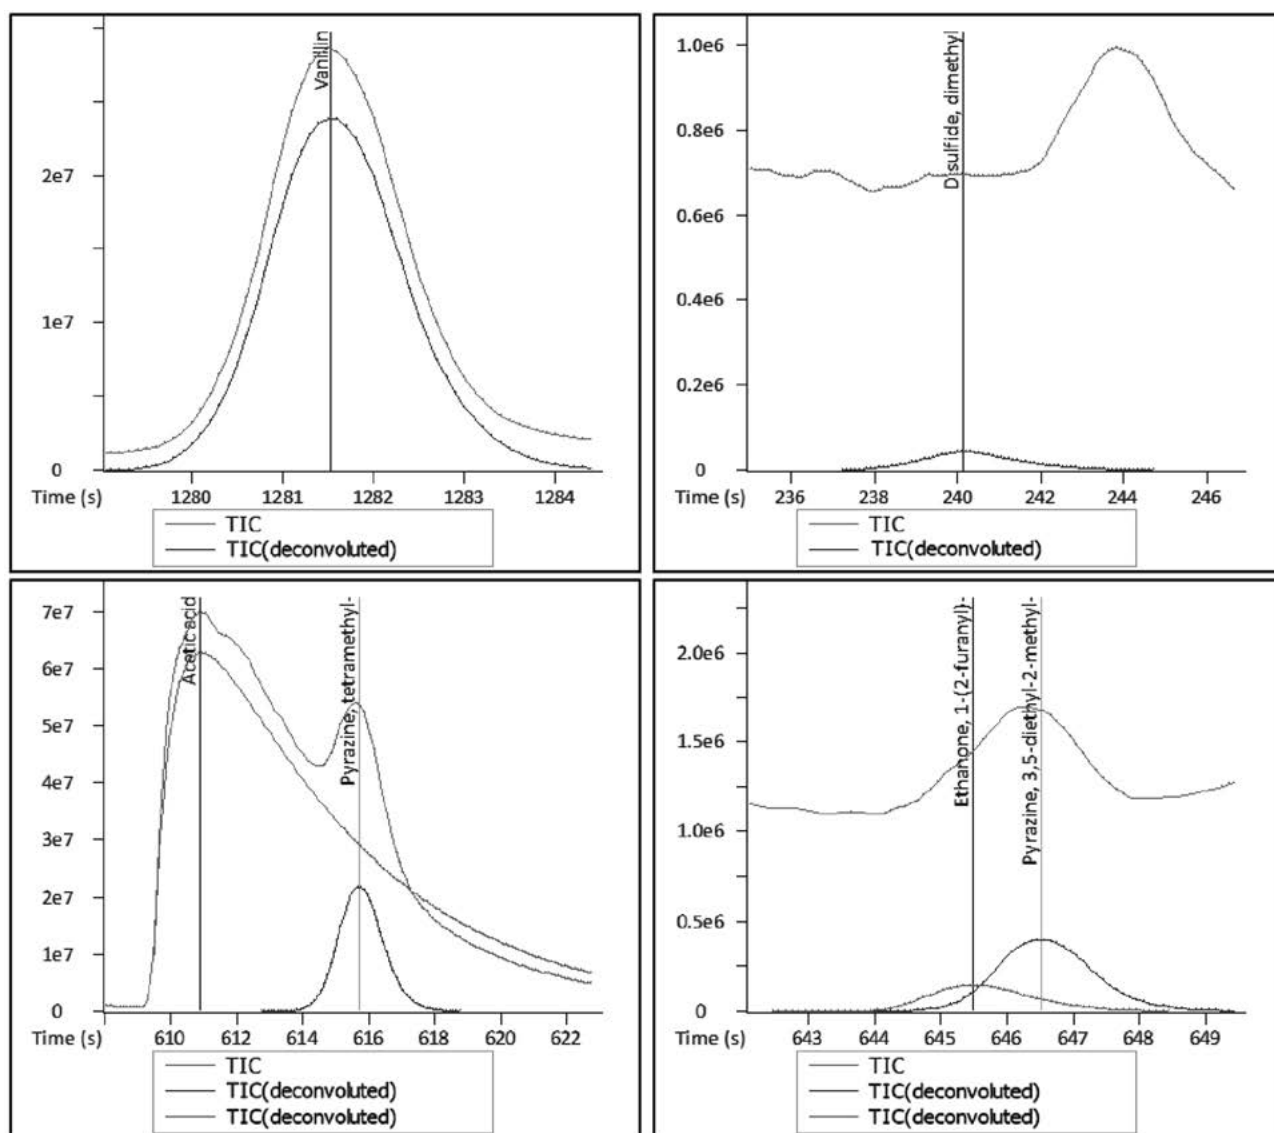 Vanillin
2e7
1e7
0
Time (s) 1280 1281 1282 1283 1284
TIC
TIC(deconvoluted)
Disulfide, dimethyl
1.0e6
0.8e6
0.6e6
0.4e6
0.2e6
0
Time (s) 236 238 240 242 244 246
TIC
TIC(deconvoluted)
Acetic acid
Pyrazine, tetramethyl-
7e7
6e7
5e7
4e7
3e7
2e7
1e7
0
Time (s) 610 612 614 616 618 620 622
TIC
TIC(deconvoluted)
TIC(deconvoluted)
Ethanone, 1-(2-furanyl)-
Pyrazine, 3,5-diethyl-2-methyl-
2.0e6
1.5e6
1.0e6
0.5e6
0
Time (s) 643 644 645 646 647 648 649
TIC
TIC(deconvoluted)
TIC(deconvoluted)